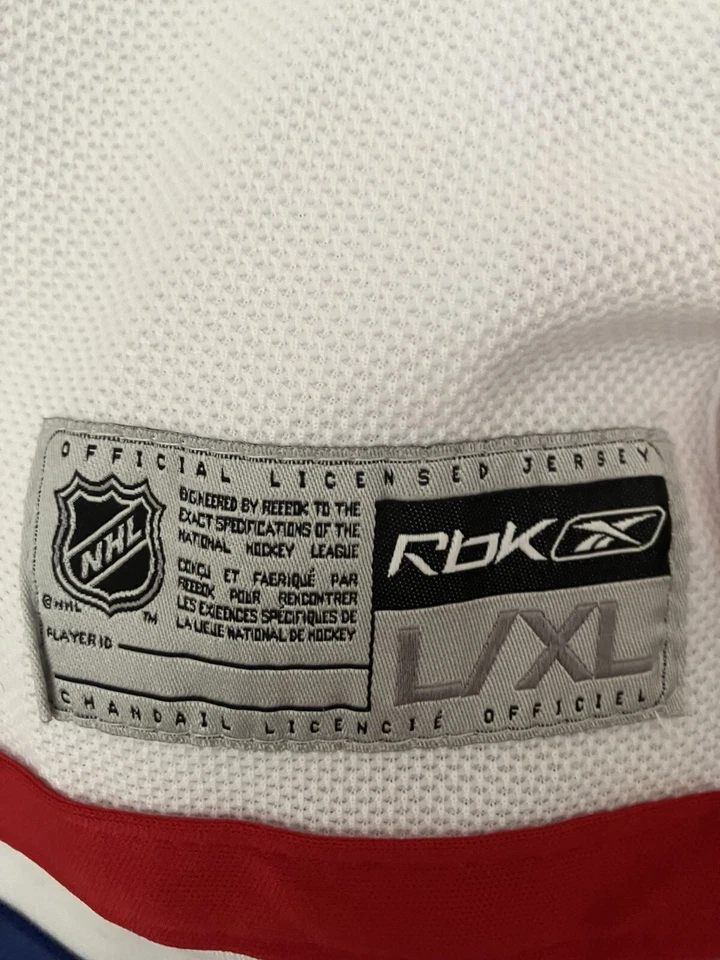 OFFICIAL LICENSED JERSEY
NHL
© NHL
TM
ENGINEERED BY REEBOK TO THE
EXACT SPECIFICATIONS OF THE
NATIONAL HOCKEY LEAGUE
CONÇU ET FABRIQUÉ PAR
REEBOK POUR RENCONTRER
LES EXIGENCES SPÉCIFIQUES DE
LA LIGUE NATIONAL DE HOCKEY
PLAYER ID
RbK
L/XL
CHANDAIL LICENCIÉ OFFICIEL